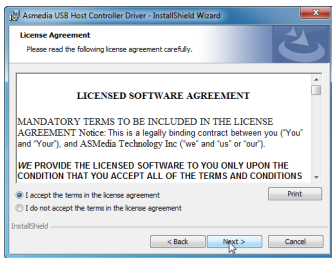 Asmedia USB Host Controller Driver - InstallShield Wizard
License Agreement
Please read the following license agreement carefully.
LICENSED SOFTWARE AGREEMENT
MANDATORY TERMS TO BE INCLUDED IN THE LICENSE
AGREEMENT Notice: This is a legally binding contract between you ("You"
and "Your"), and ASMedia Technology Inc ("we" and "us" or "our").
WE PROVIDE THE LICENSED SOFTWARE TO YOU ONLY UPON THE
CONDITION THAT YOU ACCEPT ALL OF THE TERMS AND CONDITIONS
I accept the terms in the license agreement
Print
I do not accept the terms in the license agreement
InstallShield
< Back
Next >
Cancel